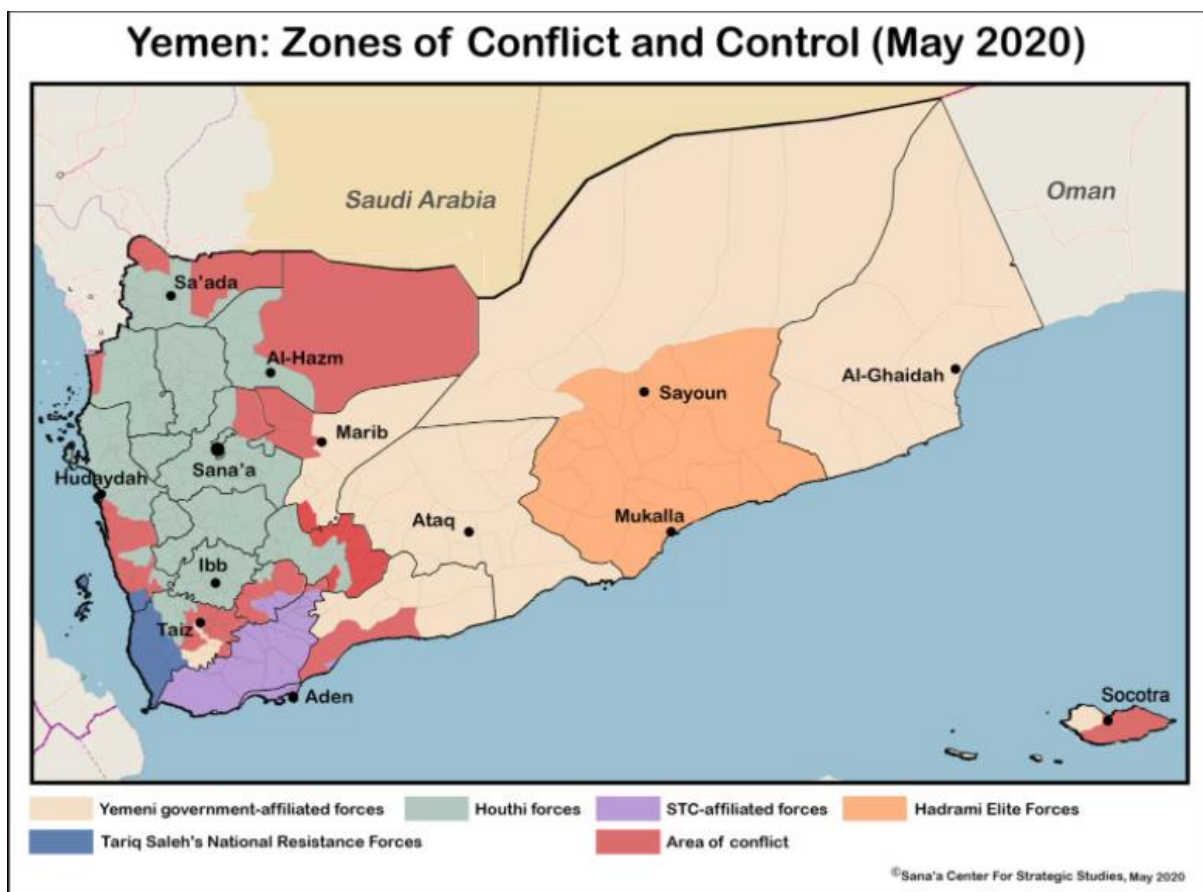 Yemen: Zones of Conflict and Control (May 2020)
Saudi Arabia
Oman
Sa'ada
Al-Hazm
Al-Ghaidah
Sayoun
Marib
Sana'a
Hudaydah
Ataq
Mukalla
Ibb
Taiz
Aden
Socotra
Yemeni government-affiliated forces
Houthi forces
STC-affiliated forces
Hadrami Elite Forces
Tariq Saleh's National Resistance Forces
Area of conflict
©Sana'a Center For Strategic Studies, May 2020